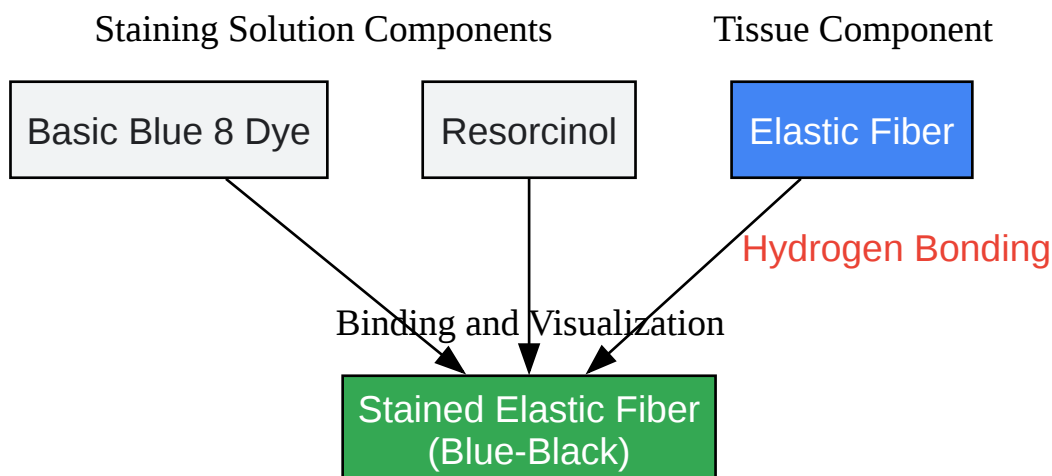 Staining Solution Components
Tissue Component
Basic Blue 8 Dye
Resorcinol
Elastic Fiber
Hydrogen Bonding
Binding and Visualization
Stained Elastic Fiber
(Blue-Black)